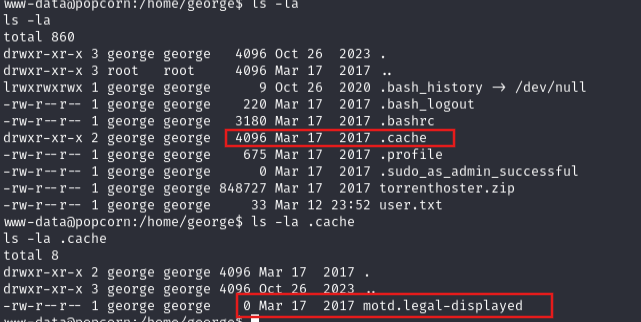 www-data@popcorn:/home/george$ ls -la
ls -la
total 860
drwxr-xr-x 3 george george   4096 Oct 26  2023 .
drwxr-xr-x 3 root   root     4096 Mar 17  2017 ..
lrwxrwxrwx 1 george george      9 Oct 26  2020 .bash_history → /dev/null
-rw-r--r-- 1 george george    220 Mar 17  2017 .bash_logout
-rw-r--r-- 1 george george   3180 Mar 17  2017 .bashrc
drwxr-xr-x 2 george george   4096 Mar 17  2017 .cache
-rw-r--r-- 1 george george    675 Mar 17  2017 .profile
-rw-r--r-- 1 george george      0 Mar 17  2017 .sudo_as_admin_successful
-rw-r--r-- 1 george george 848727 Mar 17  2017 torrenthoster.zip
-rw-r--r-- 1 george george     33 Mar 12 23:52 user.txt
www-data@popcorn:/home/george$ ls -la .cache
ls -la .cache
total 8
drwxr-xr-x 2 george george 4096 Mar 17  2017 .
drwxr-xr-x 3 george george 4096 Oct 26  2023 ..
-rw-r--r-- 1 george george    0 Mar 17  2017 motd.legal-displayed